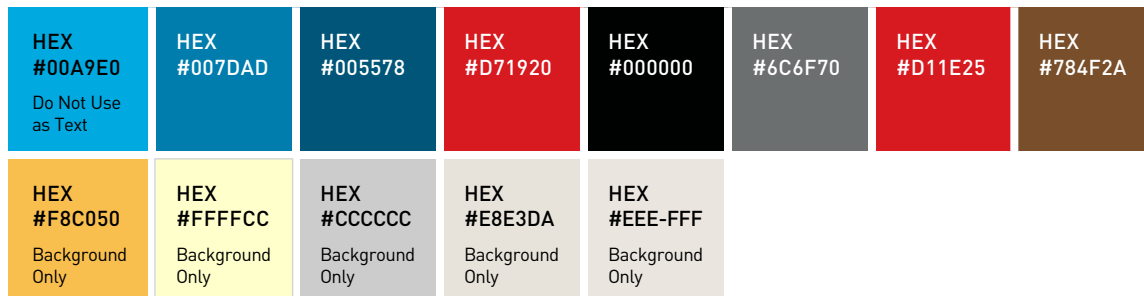 HEX
#00A9E0
Do Not Use
as Text
HEX
#007DAD
HEX
#005578
HEX
#D71920
HEX
#000000
HEX
#6C6F70
HEX
#D11E25
HEX
#784F2A
HEX
#F8C050
Background
Only
HEX
#FFFFCC
Background
Only
HEX
#CCCCCC
Background
Only
HEX
#E8E3DA
Background
Only
HEX
#EEE-FFF
Background
Only